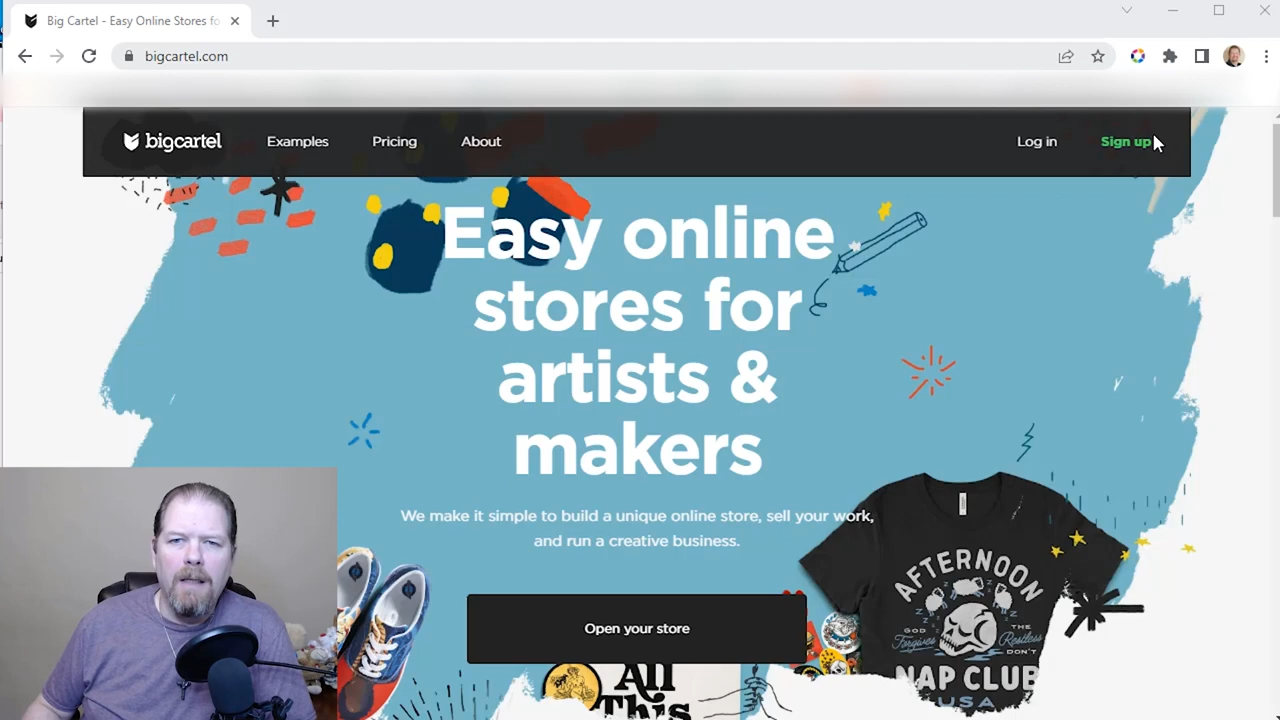 Big Cartel - Easy Online Stores fo
bigcartel.com
bigcartel
Examples
Pricing
About
Log in
Sign up
Easy online
stores for
artists &
makers
We make it simple to build a unique online store, sell your work,
and run a creative business.
Open your store
AFTERNOON
GOD
Forgives
THE
Restless
DON'T
NAP CLUB
USA
All
This